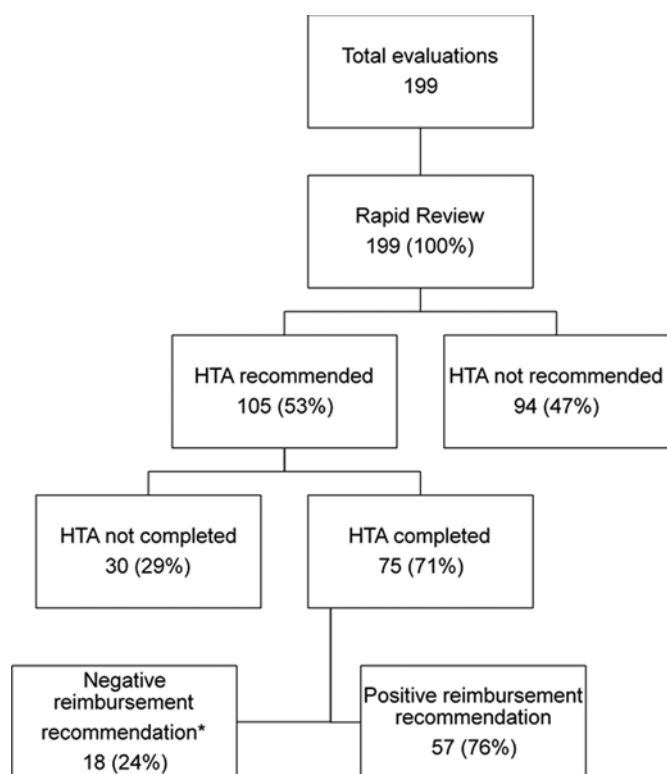 Total evaluations
199
Rapid Review
199 (100%)
HTA recommended
105 (53%)
HTA not recommended
94 (47%)
HTA not completed
30 (29%)
HTA completed
75 (71%)
Negative
reimbursement
recommendation*
18 (24%)
Positive reimbursement
recommendation
57 (76%)